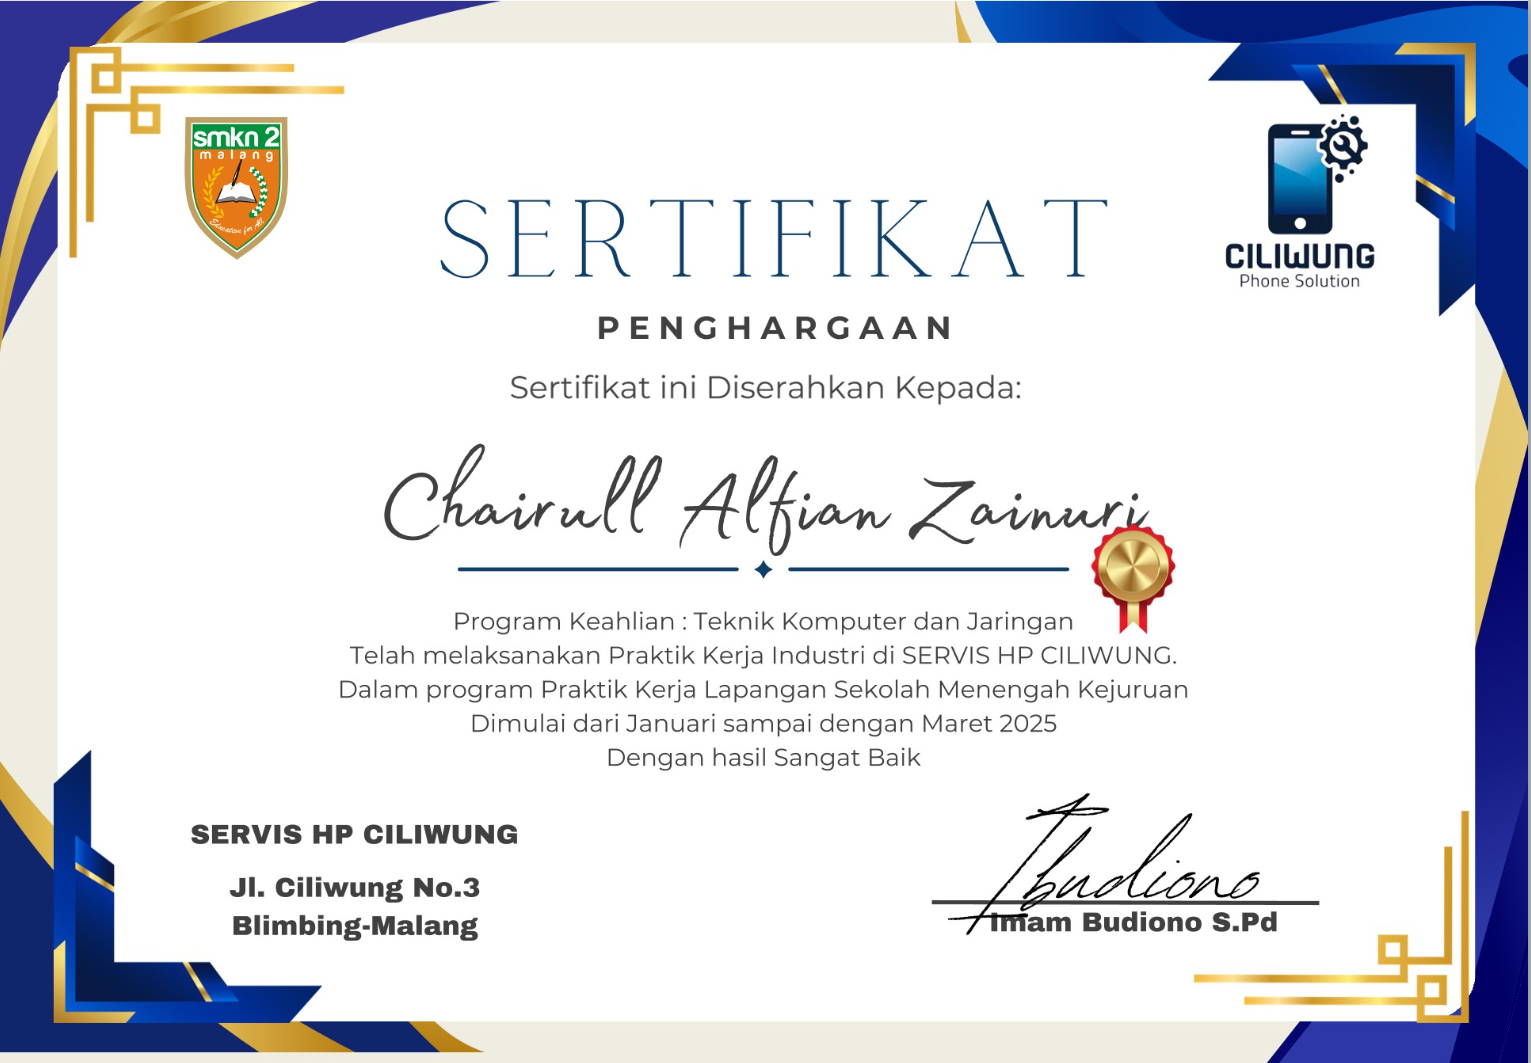 smkn 2
malang
Education for All
CILIWUNG
Phone Solution
SERTIFIKAT
PENGHARGAAN
Sertifikat ini Diserahkan Kepada:
Chairull Alfian Zainuri
Program Keahlian : Teknik Komputer dan Jaringan
Telah melaksanakan Praktik Kerja Industri di SERVIS HP CILIWUNG.
Dalam program Praktik Kerja Lapangan Sekolah Menengah Kejuruan
Dimulai dari Januari sampai dengan Maret 2025
Dengan hasil Sangat Baik
SERVIS HP CILIWUNG
Jl. Ciliwung No.3
Blimbing-Malang
Ibudiono
Imam Budiono S.Pd